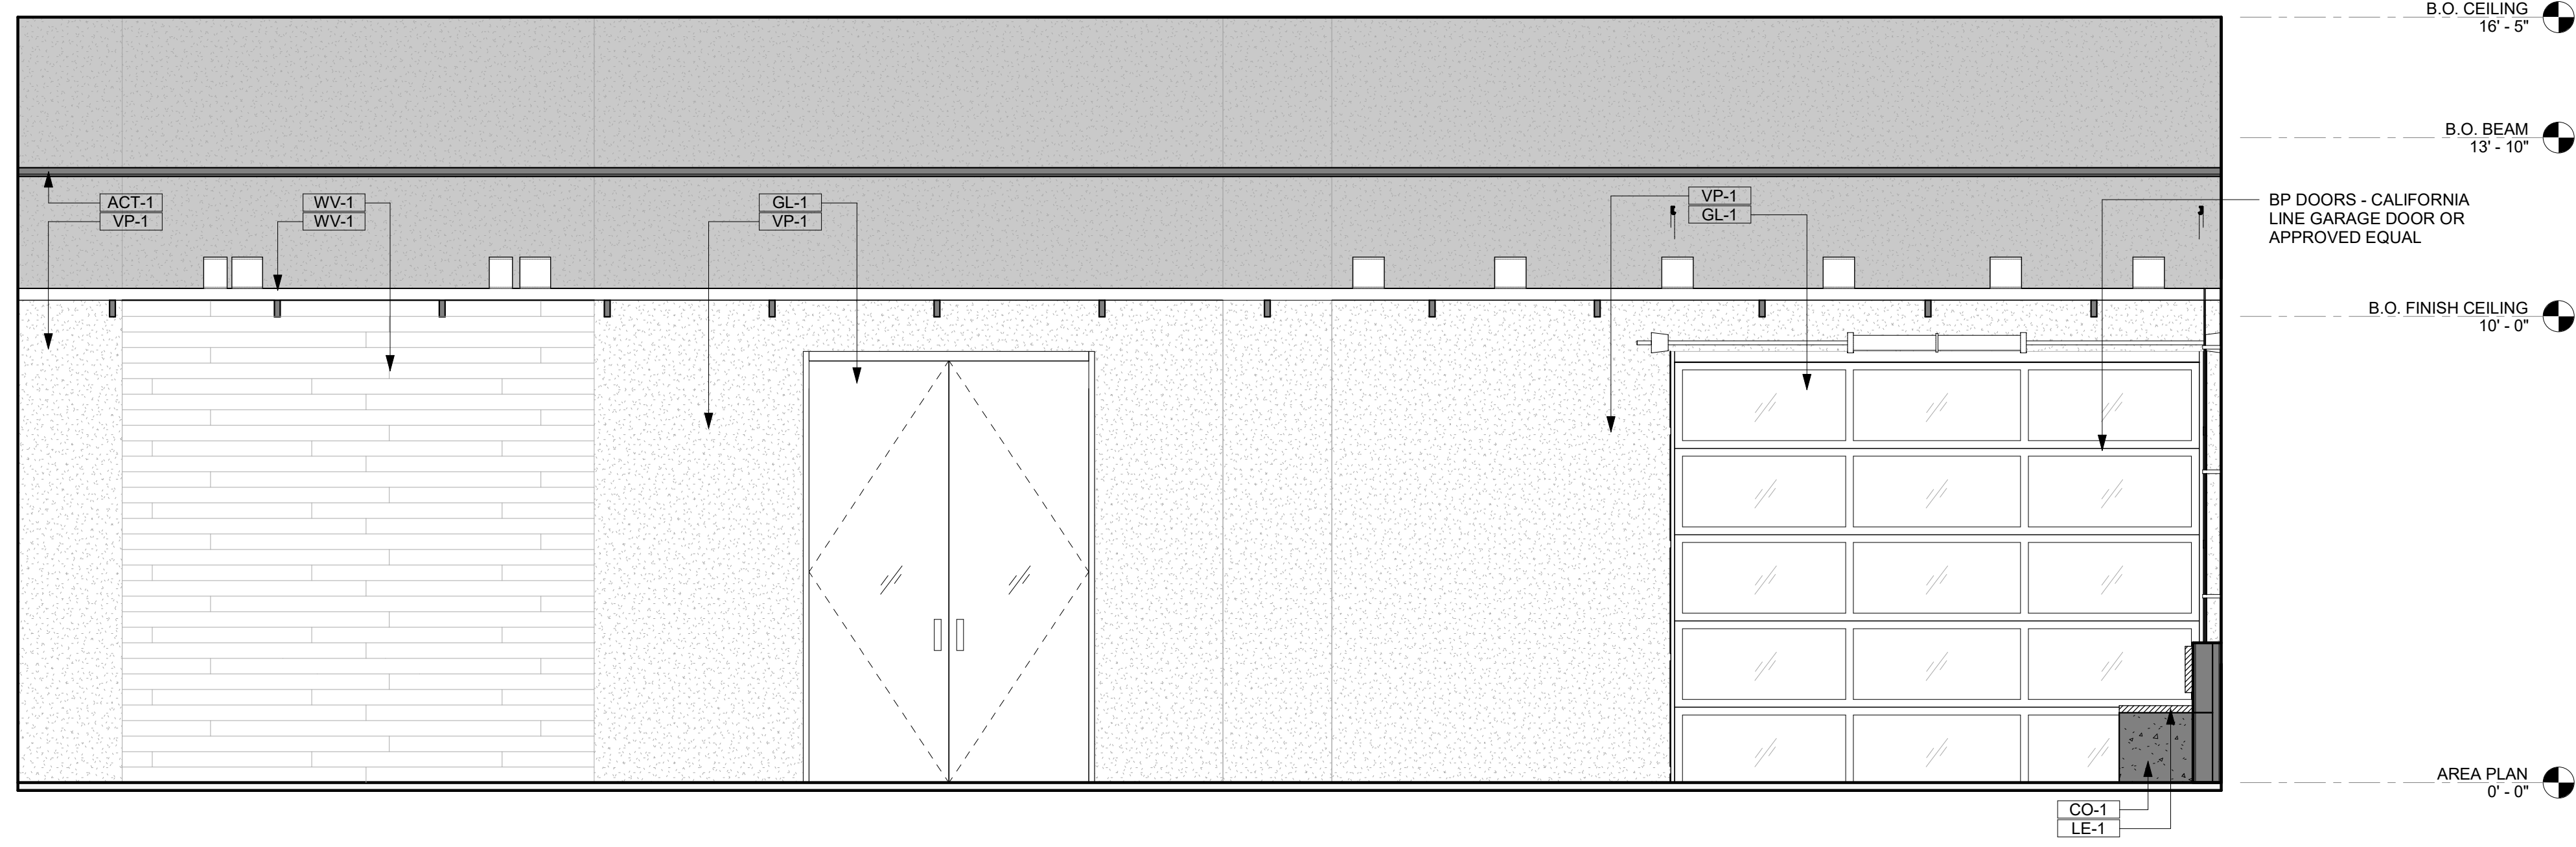 B.O. CEILING
16' - 5"
B.O. BEAM
13' - 10"
ACT-1
VP-1
WV-1
WV-1
GL-1
VP-1
VP-1
GL-1
BP DOORS - CALIFORNIA
LINE GARAGE DOOR OR
APPROVED EQUAL
B.O. FINISH CEILING
10' - 0"
AREA PLAN
0' - 0"
CO-1
LE-1